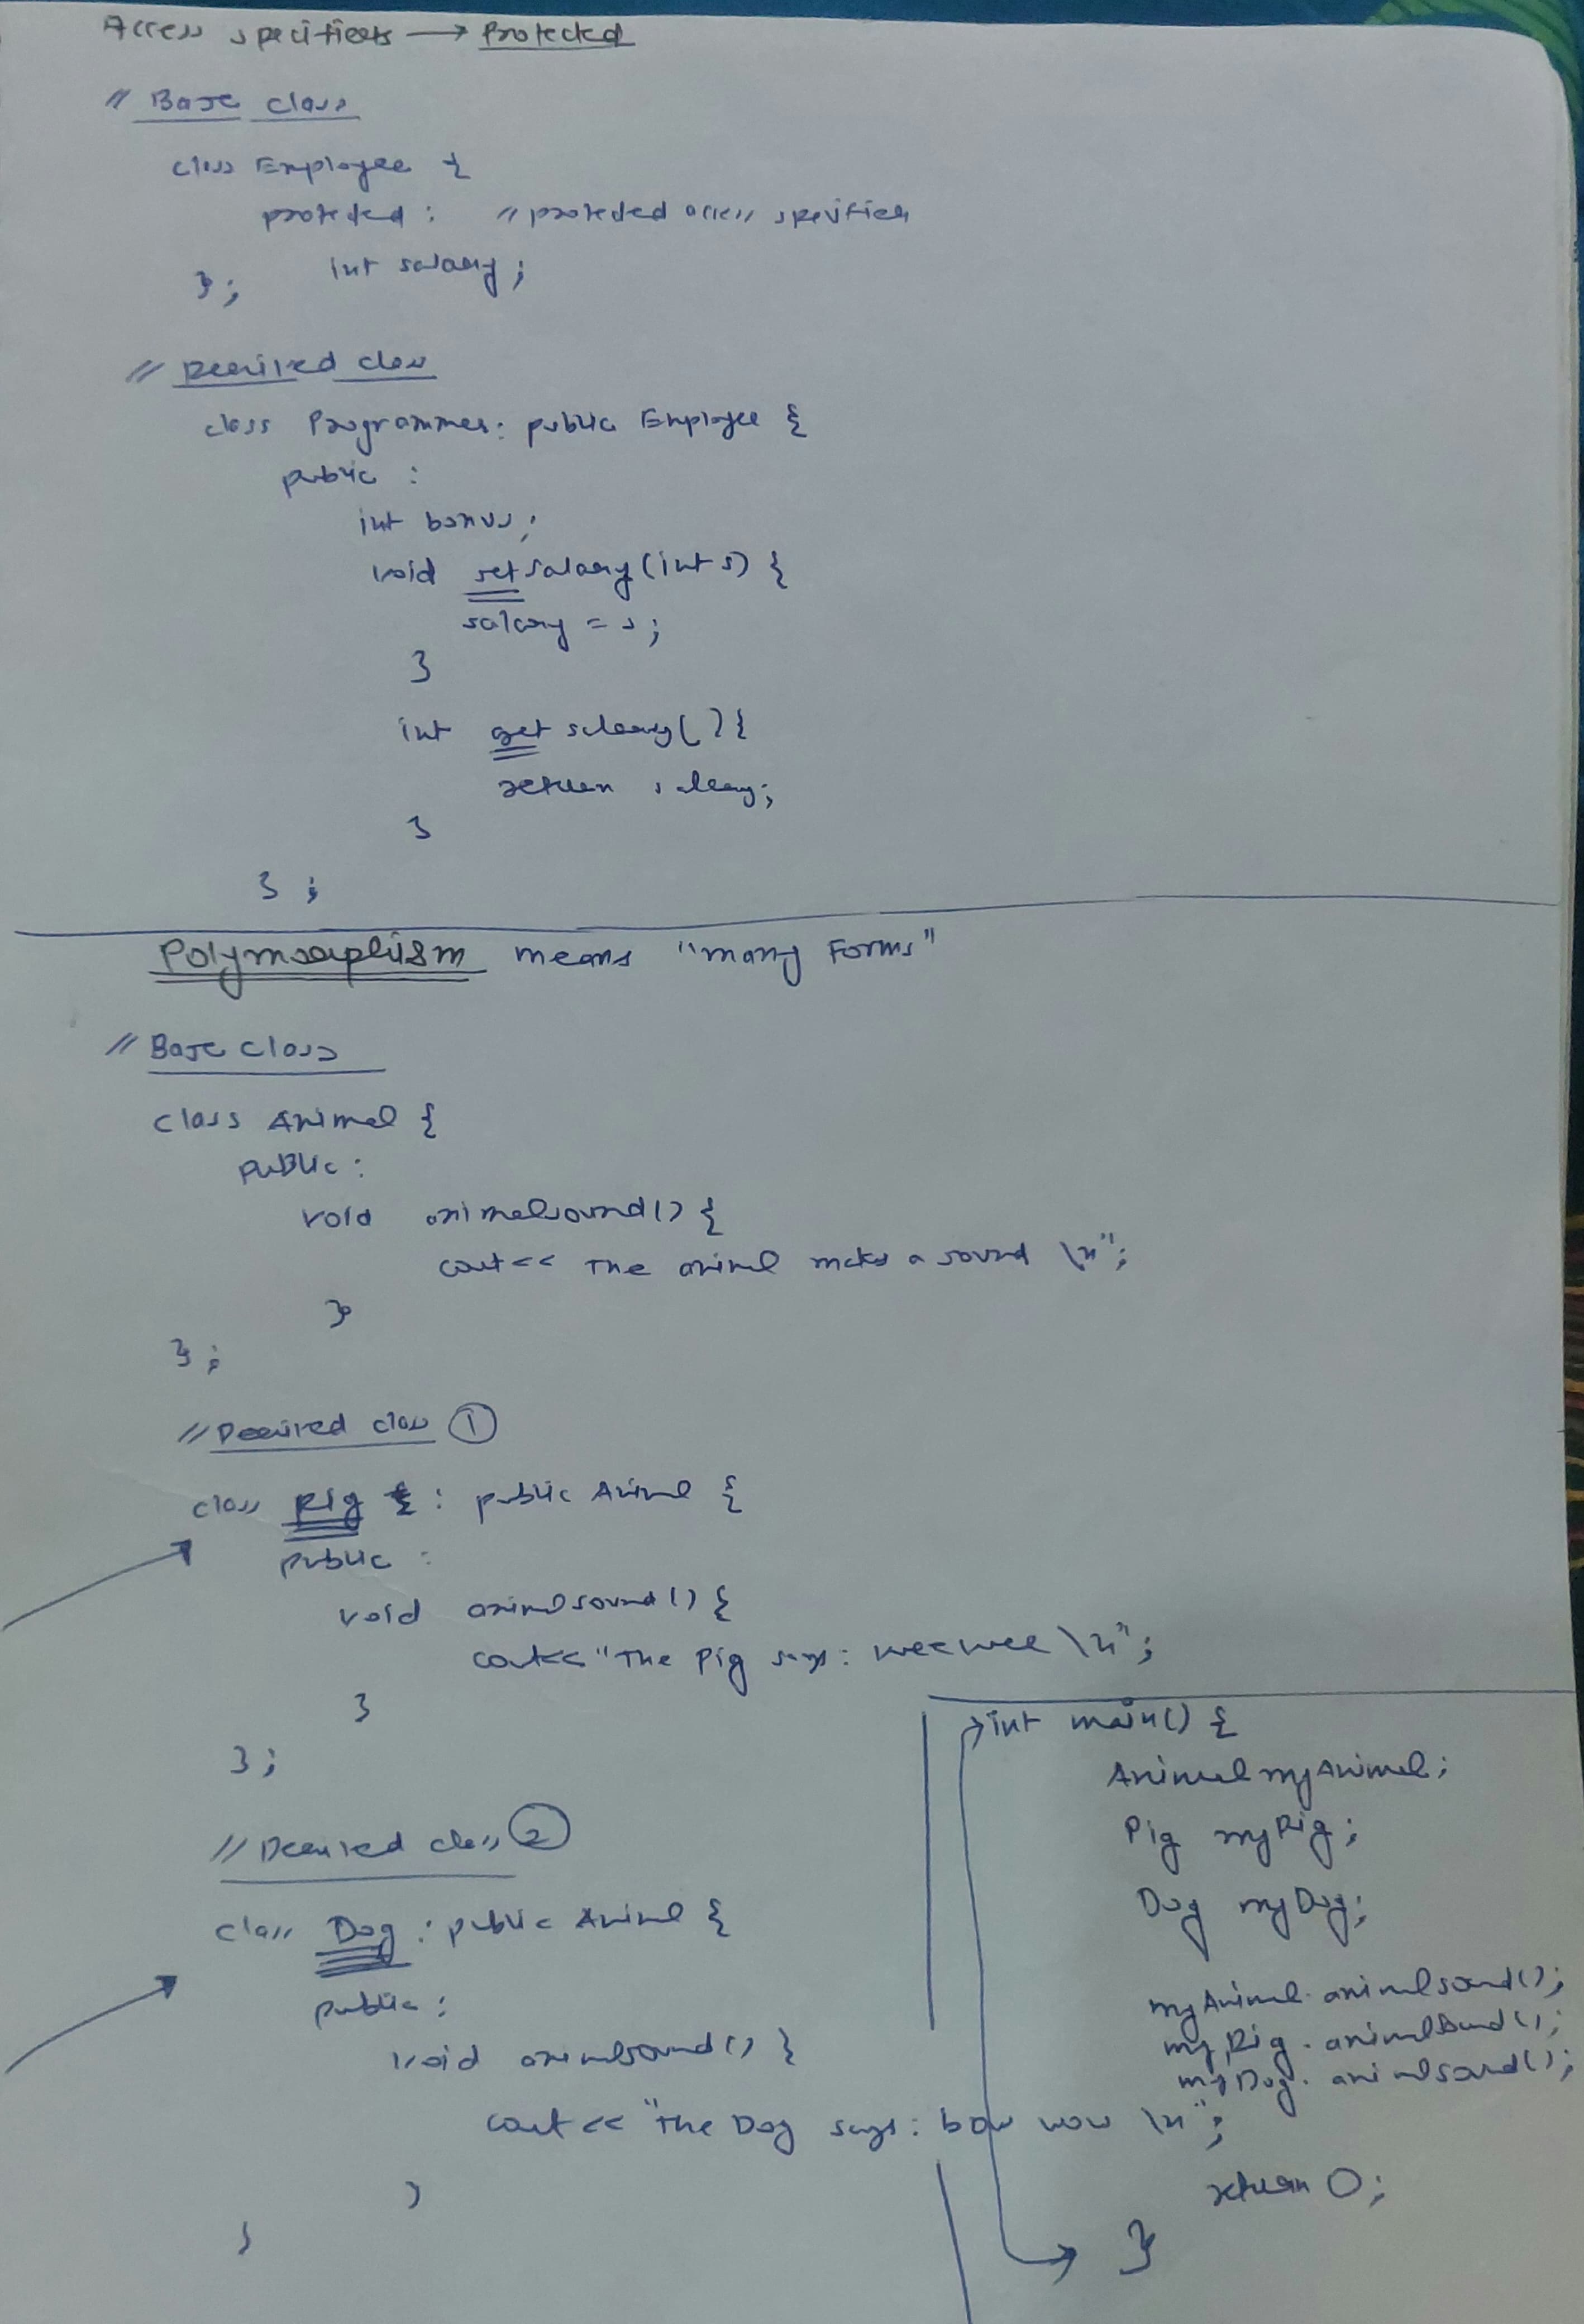 Access specifiers → Protected
// Base class
class Employee {
protected : // protected access specifier
int salary ;
} ;
// Derived class
class Programmer : public Employee {
public :
int bonus ;
void setsalary (int s) {
salary = s ;
}
int get salary ( ) {
return salary ;
}
} ;
Polymorphism means "many Forms"
// Base class
class Animal {
public :
void animalsound () {
cout << The animal makes a sound \n" ;
}
} ;
// Derived class ①
class Pig : public Animal {
public :
void animalsound () {
cout<< "The Pig says : wee wee \n" ;
}
} ;
// Derived class ②
class Dog : public Animal {
public :
void animalsound () {
cout << "The Dog says : bow wow \n" ;
}
}
int main() {
Animal myAnimal ;
Pig myPig ;
Dog myDog ;
myAnimal. animalsound () ;
myPig . animalsound () ;
myDog . animalsound () ;
return 0 ;
}